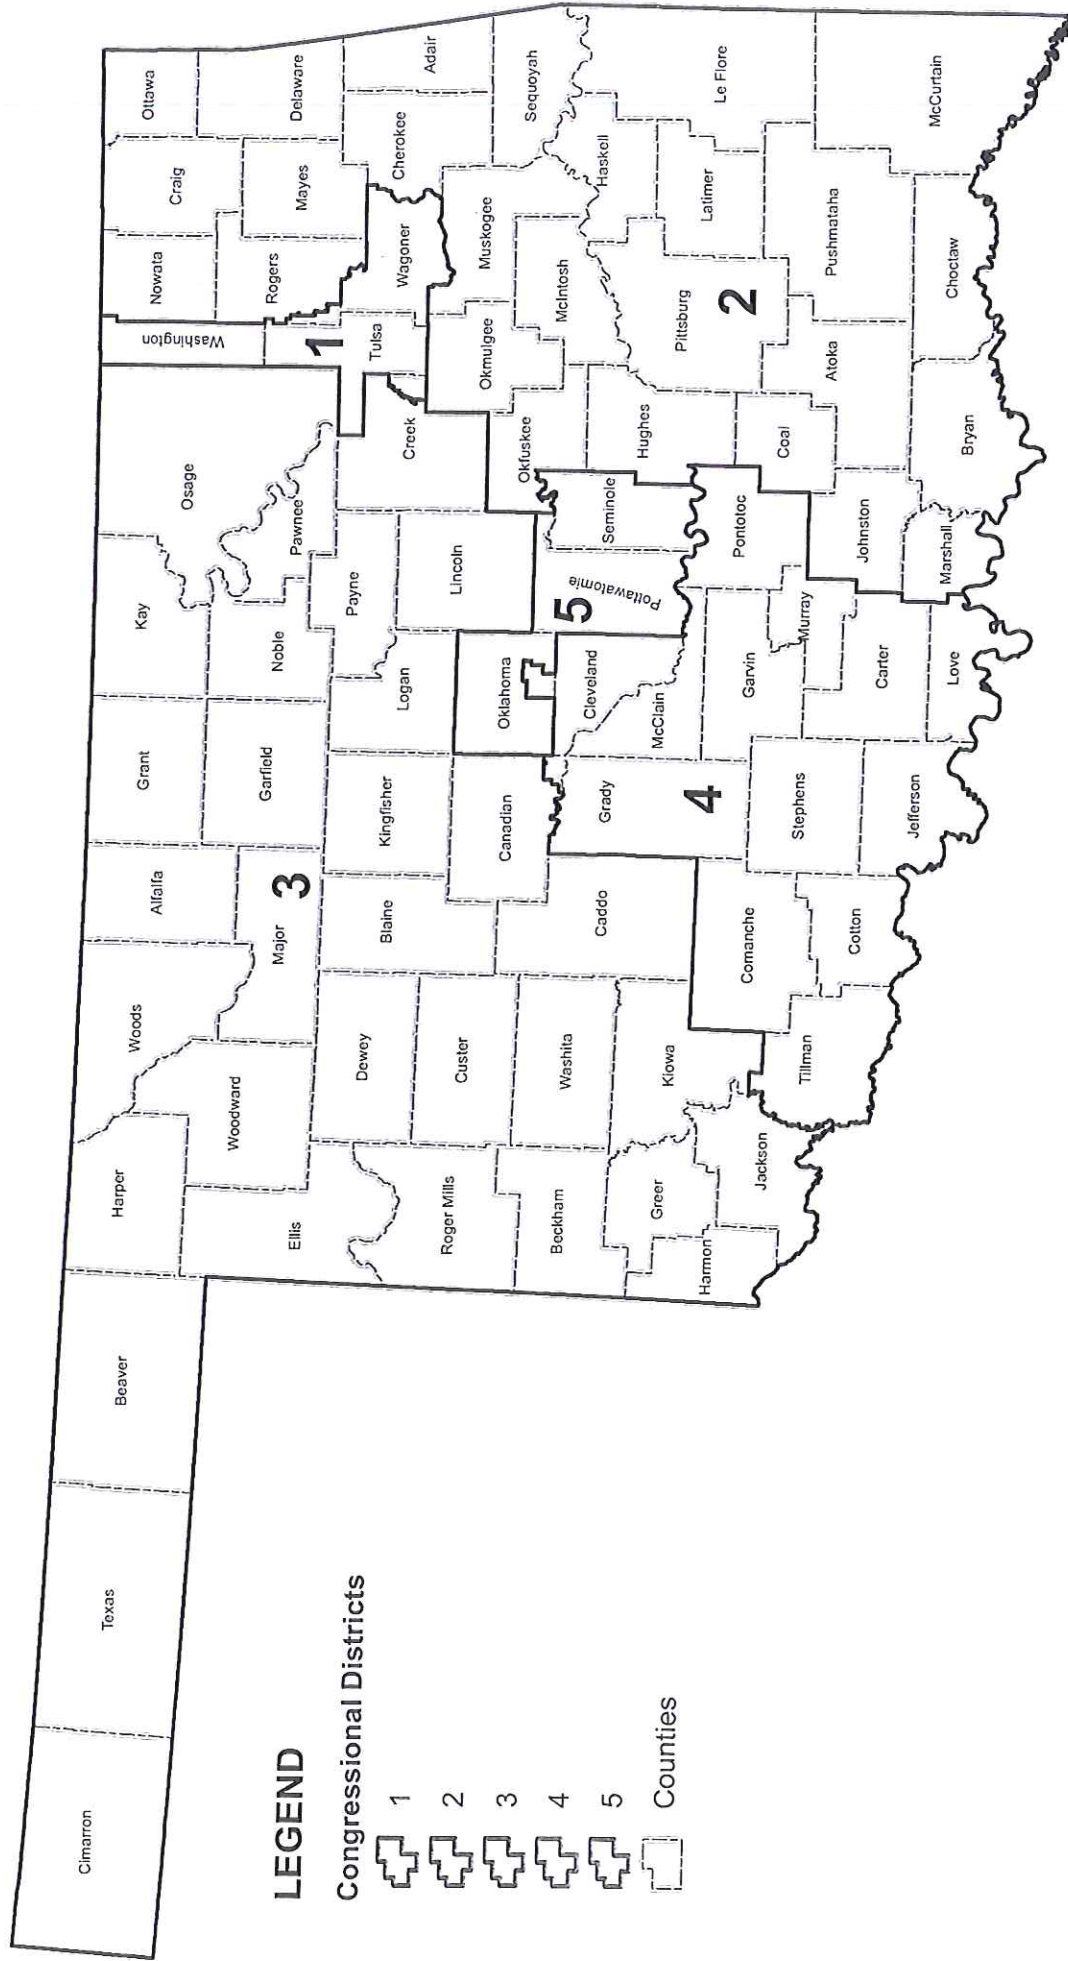 Cimarron
Texas
Beaver
Harper
Woods
Alfalfa
Grant
Kay
Osage
Washington
Nowata
Craig
Ottawa
Ellis
Woodward
Major
3
Garfield
Noble
Pawnee
Rogers
Mayes
Delaware
1
Tulsa
Wagoner
Cherokee
Adair
Roger Mills
Dewey
Custer
Blaine
Kingfisher
Logan
Payne
Lincoln
Creek
Okmulgee
Muskogee
Sequoyah
Beckham
Washita
Caddo
Canadian
Oklahoma
5
Pottawatomie
Seminole
Okfuskee
McIntosh
Haskell
Harmon
Greer
Jackson
Kiowa
Tillman
Comanche
Cotton
Grady
4
Stephens
Jefferson
Cleveland
McClain
Garvin
Murray
Carter
Love
Pontotoc
Johnston
Marshall
Hughes
Coal
Pittsburg
2
Atoka
Bryan
Latimer
Le Flore
Pushmataha
Choctaw
McCurtain
LEGEND
Congressional Districts
1
2
3
4
5
Counties